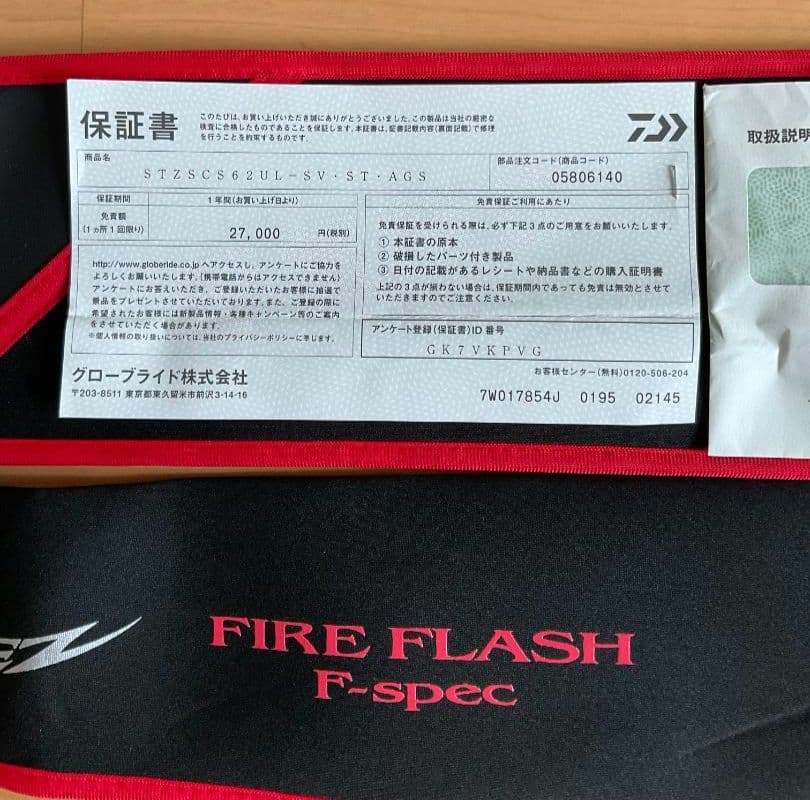 保証書
このたびは、お買い上げいただき誠にありがとうございました。この製品は当社の厳密な
検査に合格したものであることを保証します。本証書は、証書記載内容(裏面記載)で修理
を行うことを約束するものです。
商品名
STZSCS62UL-SV・ST・AGS
部品注文コード(商品コード)
05806140
保証期間
1年間(お買い上げ日より)
免責額
(1ヵ所1回限り)
27,000 円(税別)
免責保証ご利用にあたり
免責保証を受けられる際は、必ず下記3点のご用意をお願いいたします。
① 本証書の原本
② 破損したパーツ付き製品
③ 日付の記載があるレシートや納品書などの購入証明書
上記の3点が揃わない場合は、保証期間内であっても免責は無効とさせて
いただきますのでご注意ください。
http://www.globeride.co.jp へアクセスし、アンケートにご協力を
よろしくお願いいたします。(携帯電話からはアクセスできません)
アンケートにお答えいただき、ご登録いただいたお客様に抽選で
景品をプレゼントさせていただいております。また、ご登録の際に
希望されたお客様には新製品情報・各種キャンペーン等のご案内
をさせていただく場合があります。
※個人情報の取り扱いについては、当社のプライバシーポリシーに準じます。
アンケート登録(保証書)ID番号
GK7VKPVG
グローブライド株式会社
〒203-8511 東京都東久留米市前沢3-14-16
お客様センター(無料)0120-506-204
7W017854J 0195 02145
取扱説明
EZ
FIRE FLASH
F-spec